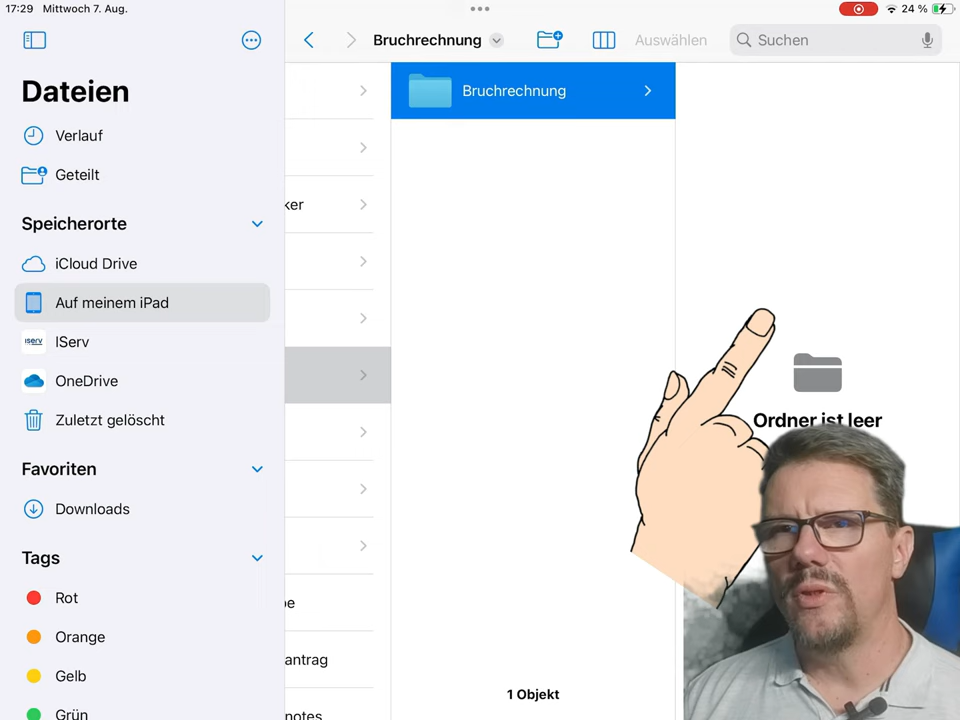 17:29 Mittwoch 7. Aug.
24 %
Bruchrechnung
Auswählen
Suchen
Dateien
Verlauf
Geteilt
Speicherorte
iCloud Drive
Auf meinem iPad
IServ
IServ
OneDrive
Zuletzt gelöscht
Favoriten
Downloads
Tags
Rot
Orange
Gelb
Grün
ker
be
antrag
notes
Bruchrechnung
1 Objekt
Ordner ist leer